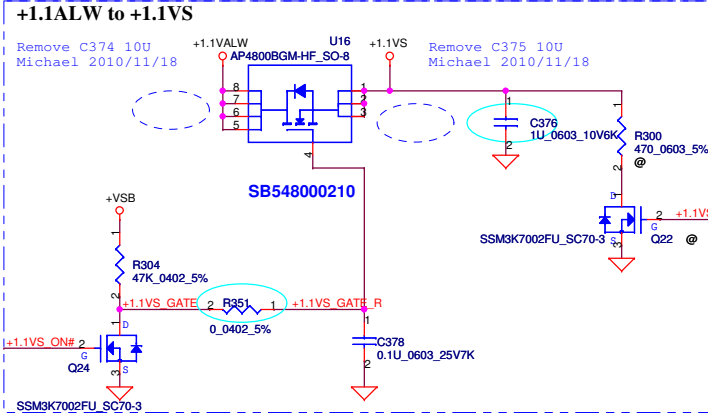 +1.1ALW to +1.1VS
Remove C374 10U
Michael 2010/11/18
+1.1VALW
U16
AP4800BGM-HF_SO-8
+1.1VS
Remove C375 10U
Michael 2010/11/18
8
7
6
5
1
2
3
4
SB548000210
1
C376
1U_0603_10V6K
2
1
R300
470_0603_5%
@
2
D
2
+1.1VS
G
S
3
SSM3K7002FU_SC70-3
Q22
@
+VSB
1
R304
47K_0402_5%
2
+1.1VS_GATE
2
R351
1
+1.1VS_GATE_R
0_0402_5%
1
C378
0.1U_0603_25V7K
2
+1.1VS_ON#
2
G
1
D
S
3
Q24
SSM3K7002FU_SC70-3